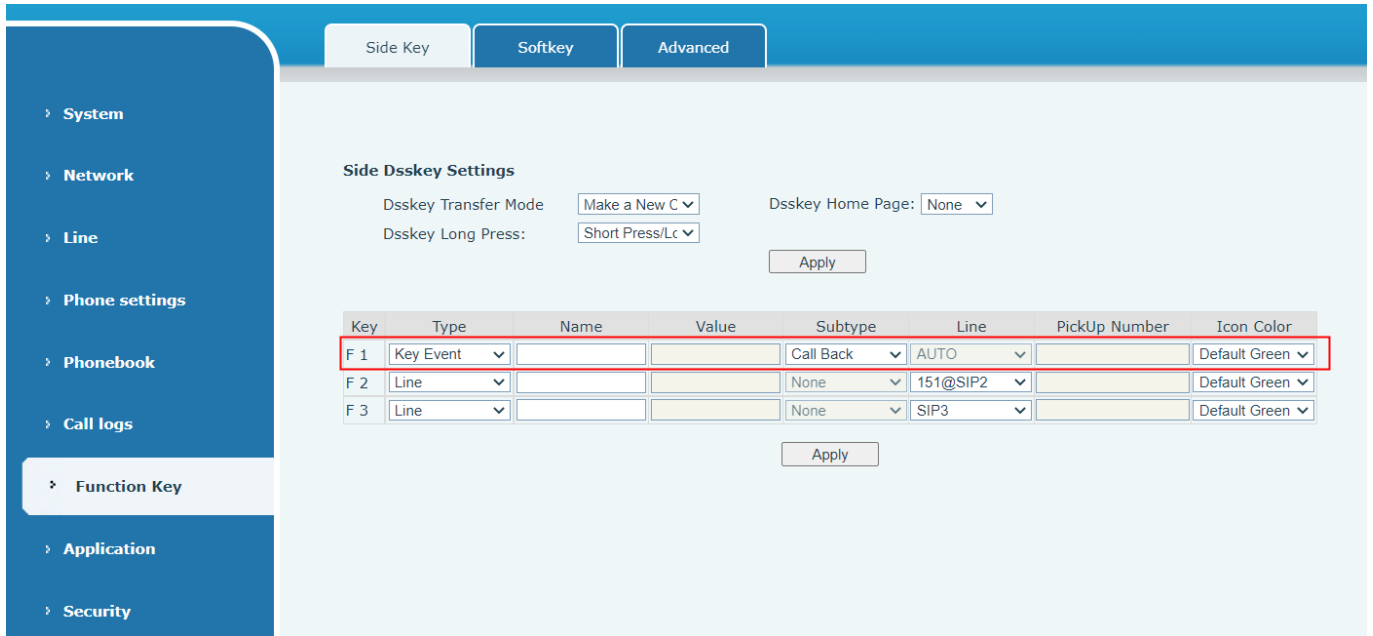 Side Key Softkey Advanced
System
Network
Line
Phone settings
Phonebook
Call logs
Function Key
Application
Security
Side Dsskey Settings
Dsskey Transfer Mode Make a New C Dsskey Home Page: None
Dsskey Long Press: Short Press/Lc
Apply
Key Type Name Value Subtype Line PickUp Number Icon Color
F 1 Key Event Call Back AUTO Default Green
F 2 Line None 151@SIP2 Default Green
F 3 Line None SIP3 Default Green
Apply